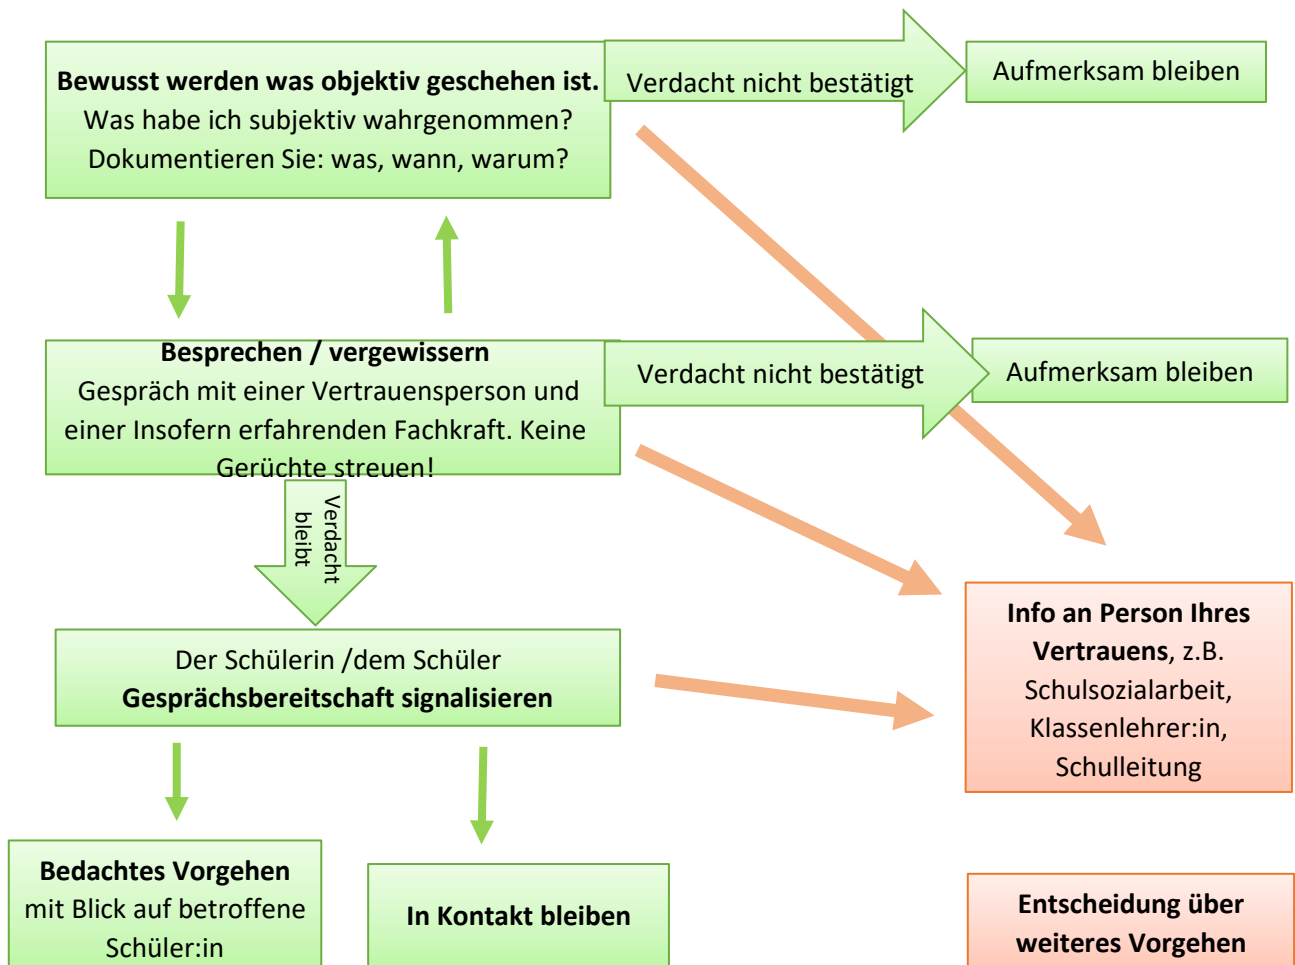 Bewusst werden was objektiv geschehen ist.
Was habe ich subjektiv wahrgenommen?
Dokumentieren Sie: was, wann, warum?
Verdacht nicht bestätigt
Aufmerksam bleiben
Besprechen / vergewissern
Gespräch mit einer Vertrauensperson und
einer Insofern erfahrenden Fachkraft. Keine
Gerüchte streuen!
Verdacht nicht bestätigt
Aufmerksam bleiben
Verdacht
bleibt
Der Schülerin /dem Schüler
Gesprächsbereitschaft signalisieren
Info an Person Ihres
Vertrauens, z.B.
Schulsozialarbeit,
Klassenlehrer:in,
Schulleitung
Bedachtes Vorgehen
mit Blick auf betroffene
Schüler:in
In Kontakt bleiben
Entscheidung über
weiteres Vorgehen